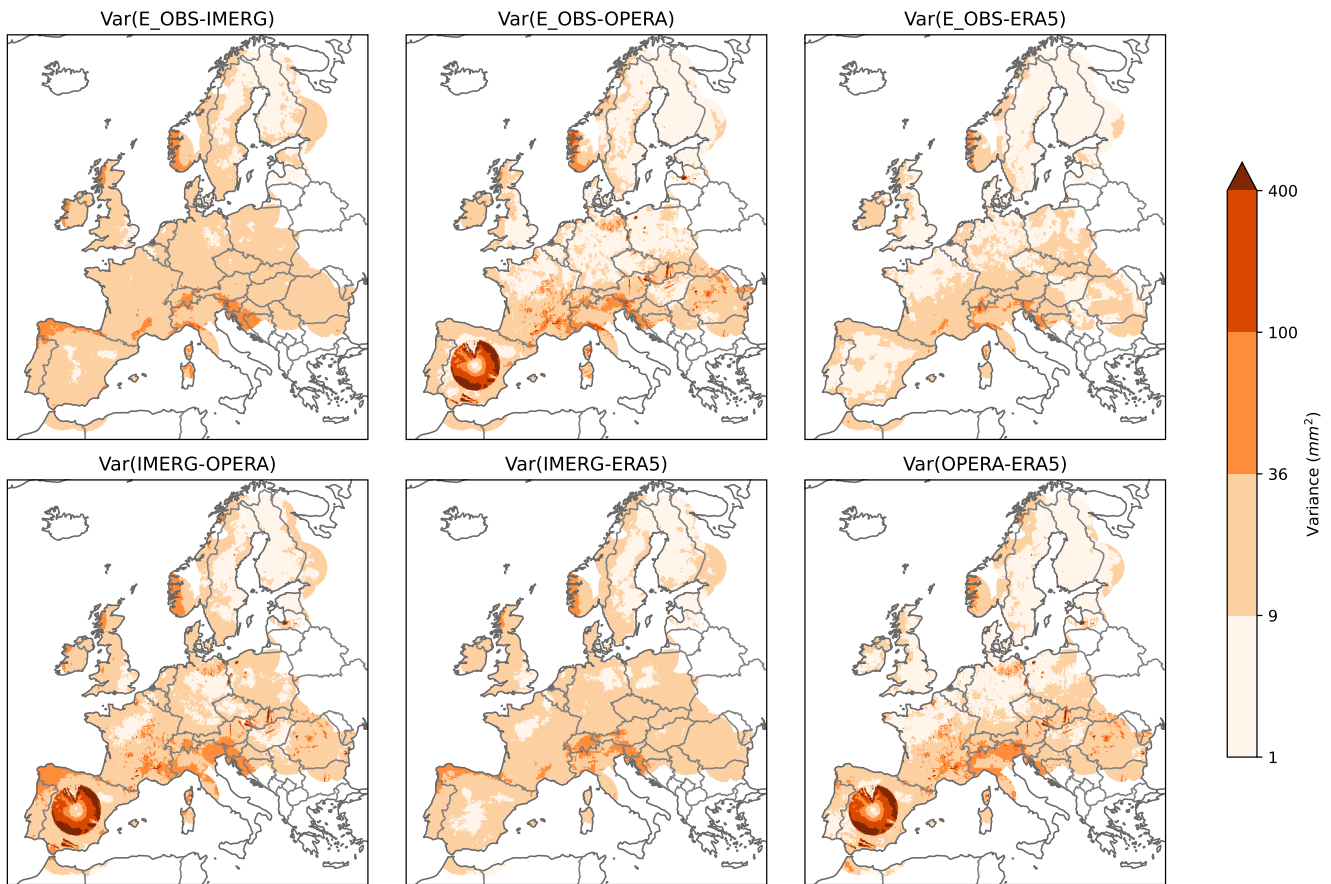 Var(E_OBS-IMERG)
Var(E_OBS-OPERA)
Var(E_OBS-ERA5)
Var(IMERG-OPERA)
Var(IMERG-ERA5)
Var(OPERA-ERA5)
400
100
36
9
1
Variance (mm²)